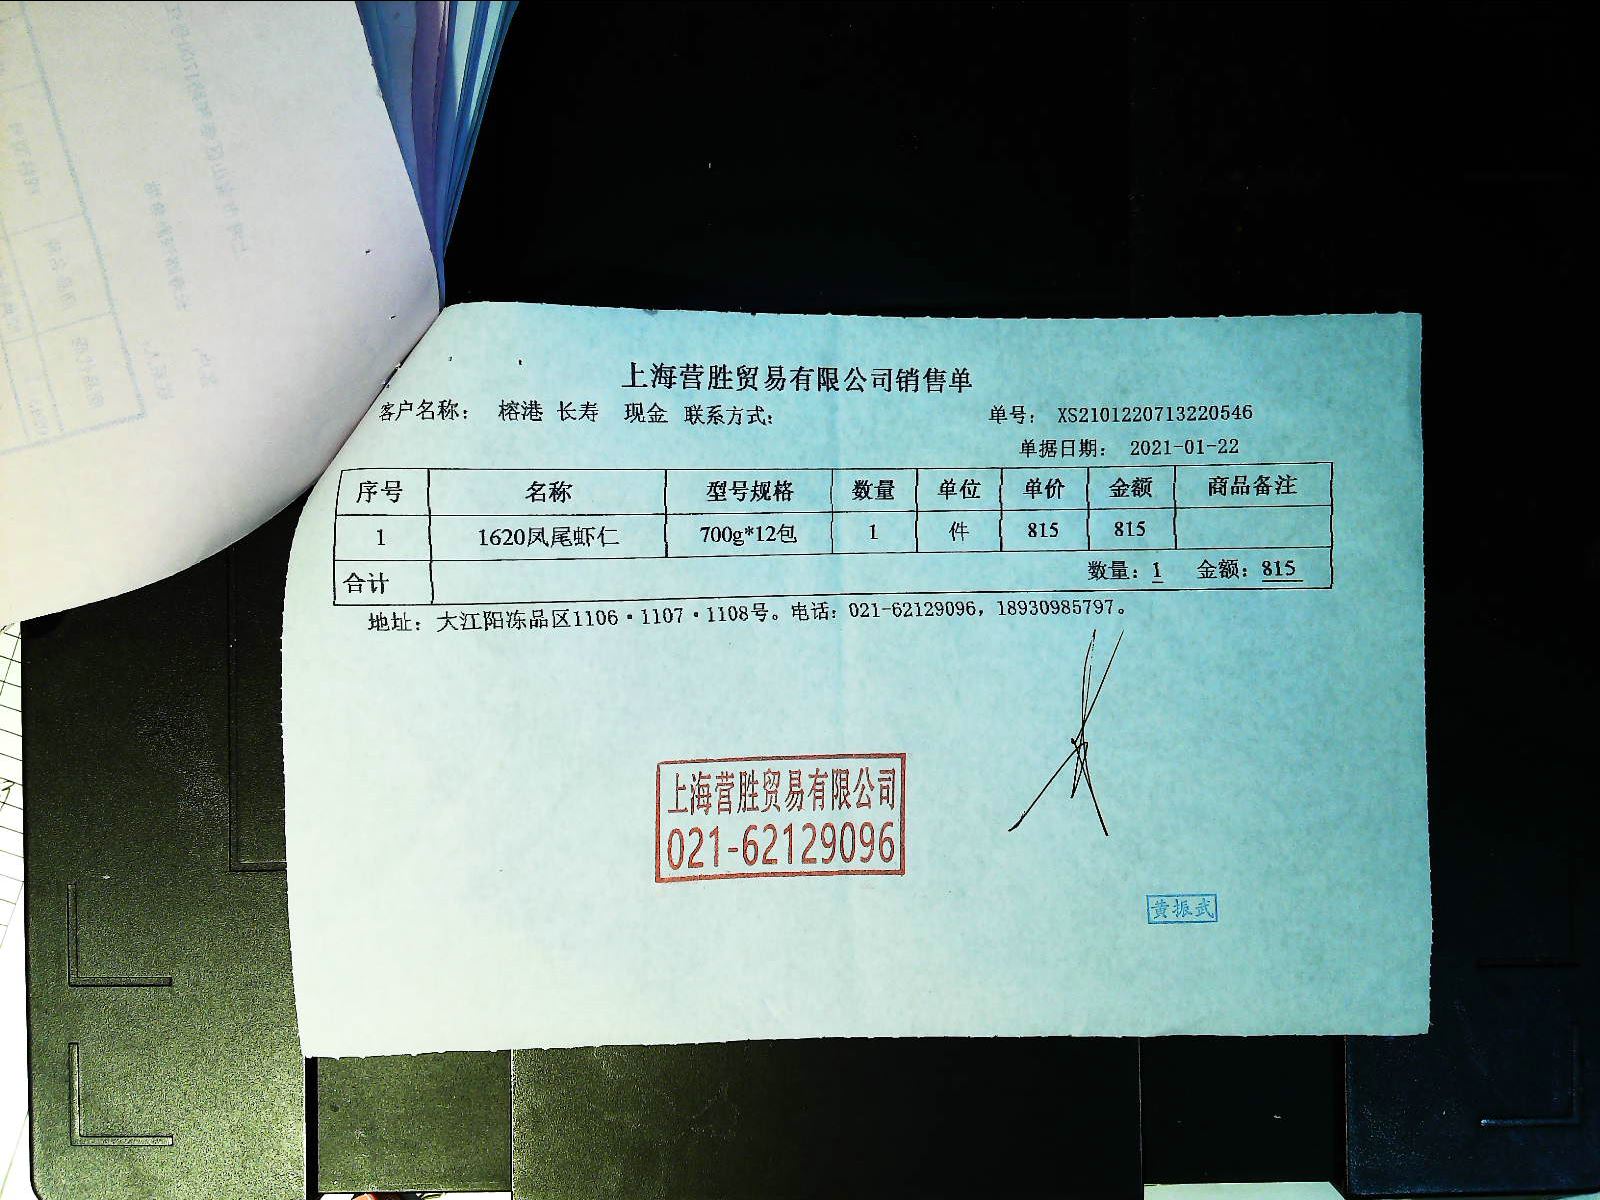 上海营胜贸易有限公司销售单
客户名称： 榕港 长寿 现金 联系方式： 单号： XS2101220713220546
单据日期： 2021-01-22
序号 名称 型号规格 数量 单位 单价 金额 商品备注
1 1620凤尾虾仁 700g*12包 1 件 815 815
合计 数量：1 金额：815
地址：大江阳冻品区1106·1107·1108号。电话：021-62129096，18930985797。
上海营胜贸易有限公司
021-62129096
黄振武